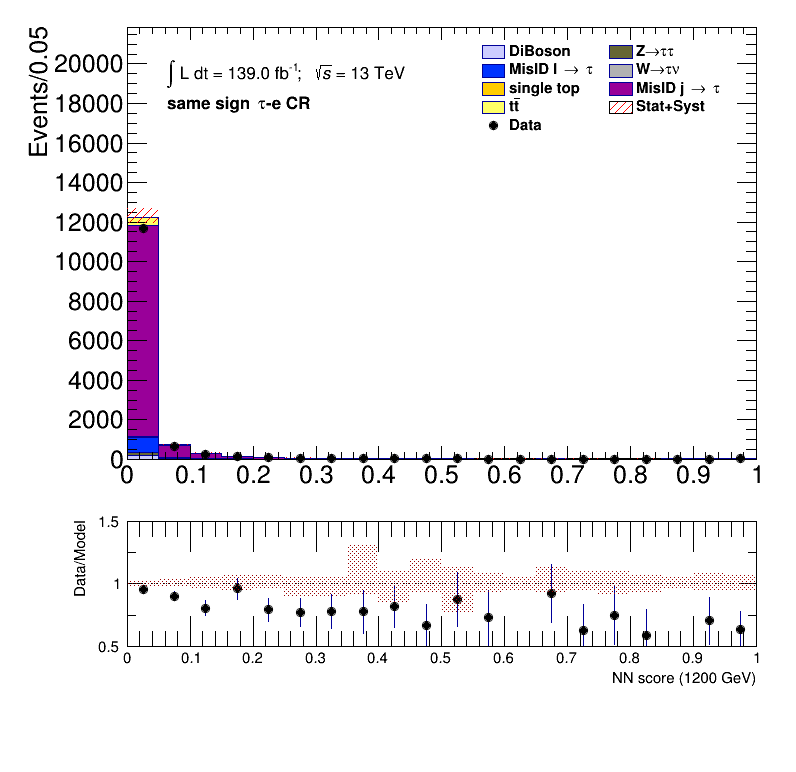 Events/0.05
20000
18000
16000
14000
12000
10000
8000
6000
4000
2000
0
∫ L dt = 139.0 fb⁻¹; √s = 13 TeV
same sign τ-e CR
DiBoson
MisID l → τ
single top
tt̄
Data
Z→ττ
W→τν
MisID j → τ
Stat+Syst
0 0.1 0.2 0.3 0.4 0.5 0.6 0.7 0.8 0.9 1
Data/Model
1.5
1
0.5
0 0.1 0.2 0.3 0.4 0.5 0.6 0.7 0.8 0.9 1
NN score (1200 GeV)